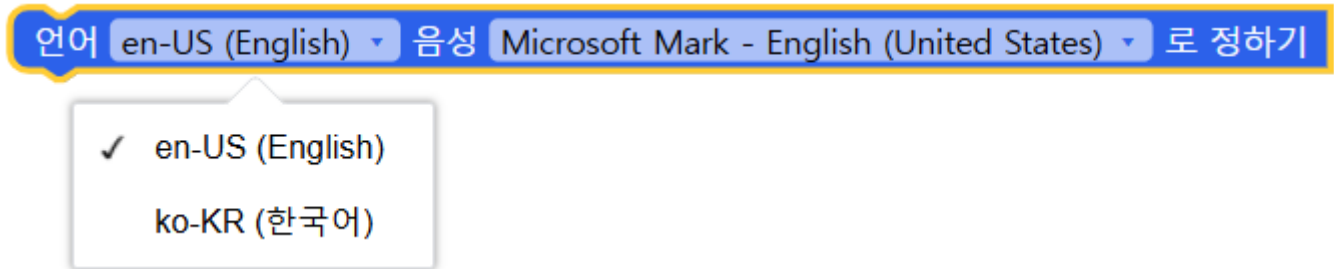 언어 en-US (English) 음성 Microsoft Mark - English (United States) 로 정하기
✓ en-US (English)
ko-KR (한국어)